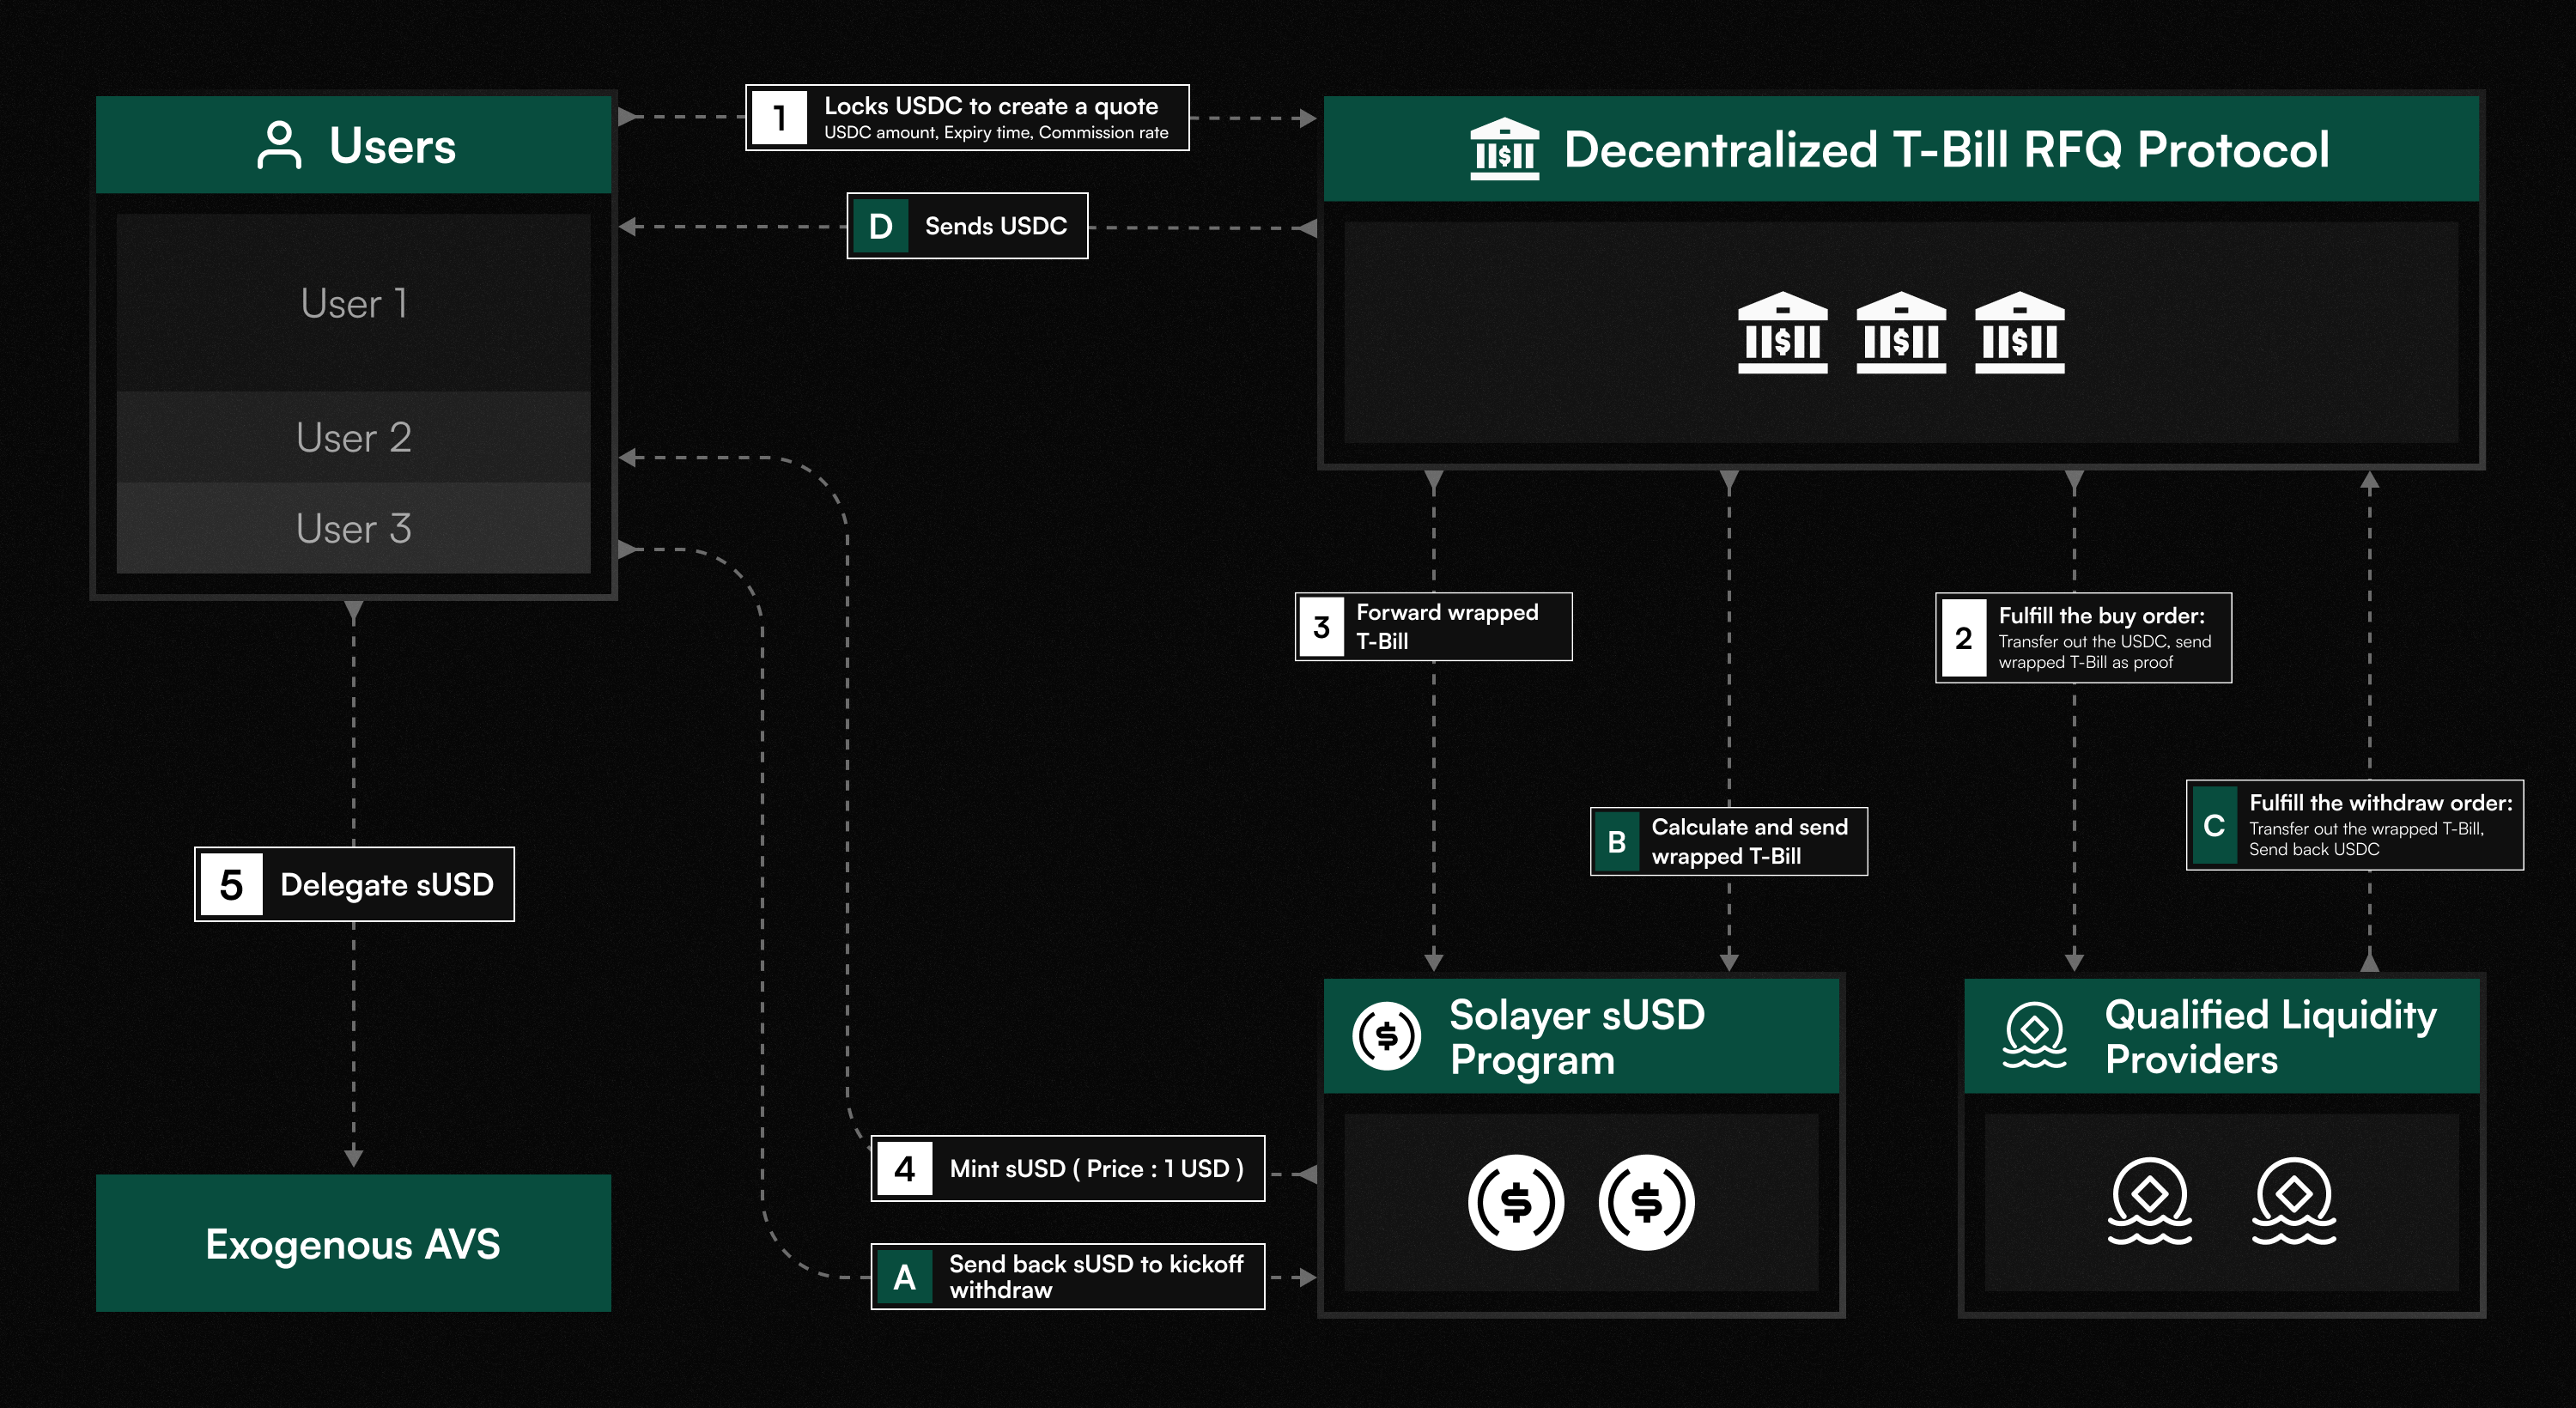 Users
User 1
User 2
User 3
1
Locks USDC to create a quote
USDC amount, Expiry time, Commission rate
D
Sends USDC
Decentralized T-Bill RFQ Protocol
$
$ $ $
3
Forward wrapped
T-Bill
B
Calculate and send
wrapped T-Bill
2
Fulfill the buy order:
Transfer out the USDC, send
wrapped T-Bill as proof
C
Fulfill the withdraw order:
Transfer out the wrapped T-Bill,
Send back USDC
5
Delegate sUSD
Exogenous AVS
4
Mint sUSD ( Price : 1 USD )
A
Send back sUSD to kickoff
withdraw
$
Solayer sUSD
Program
$ $
Qualified Liquidity
Providers